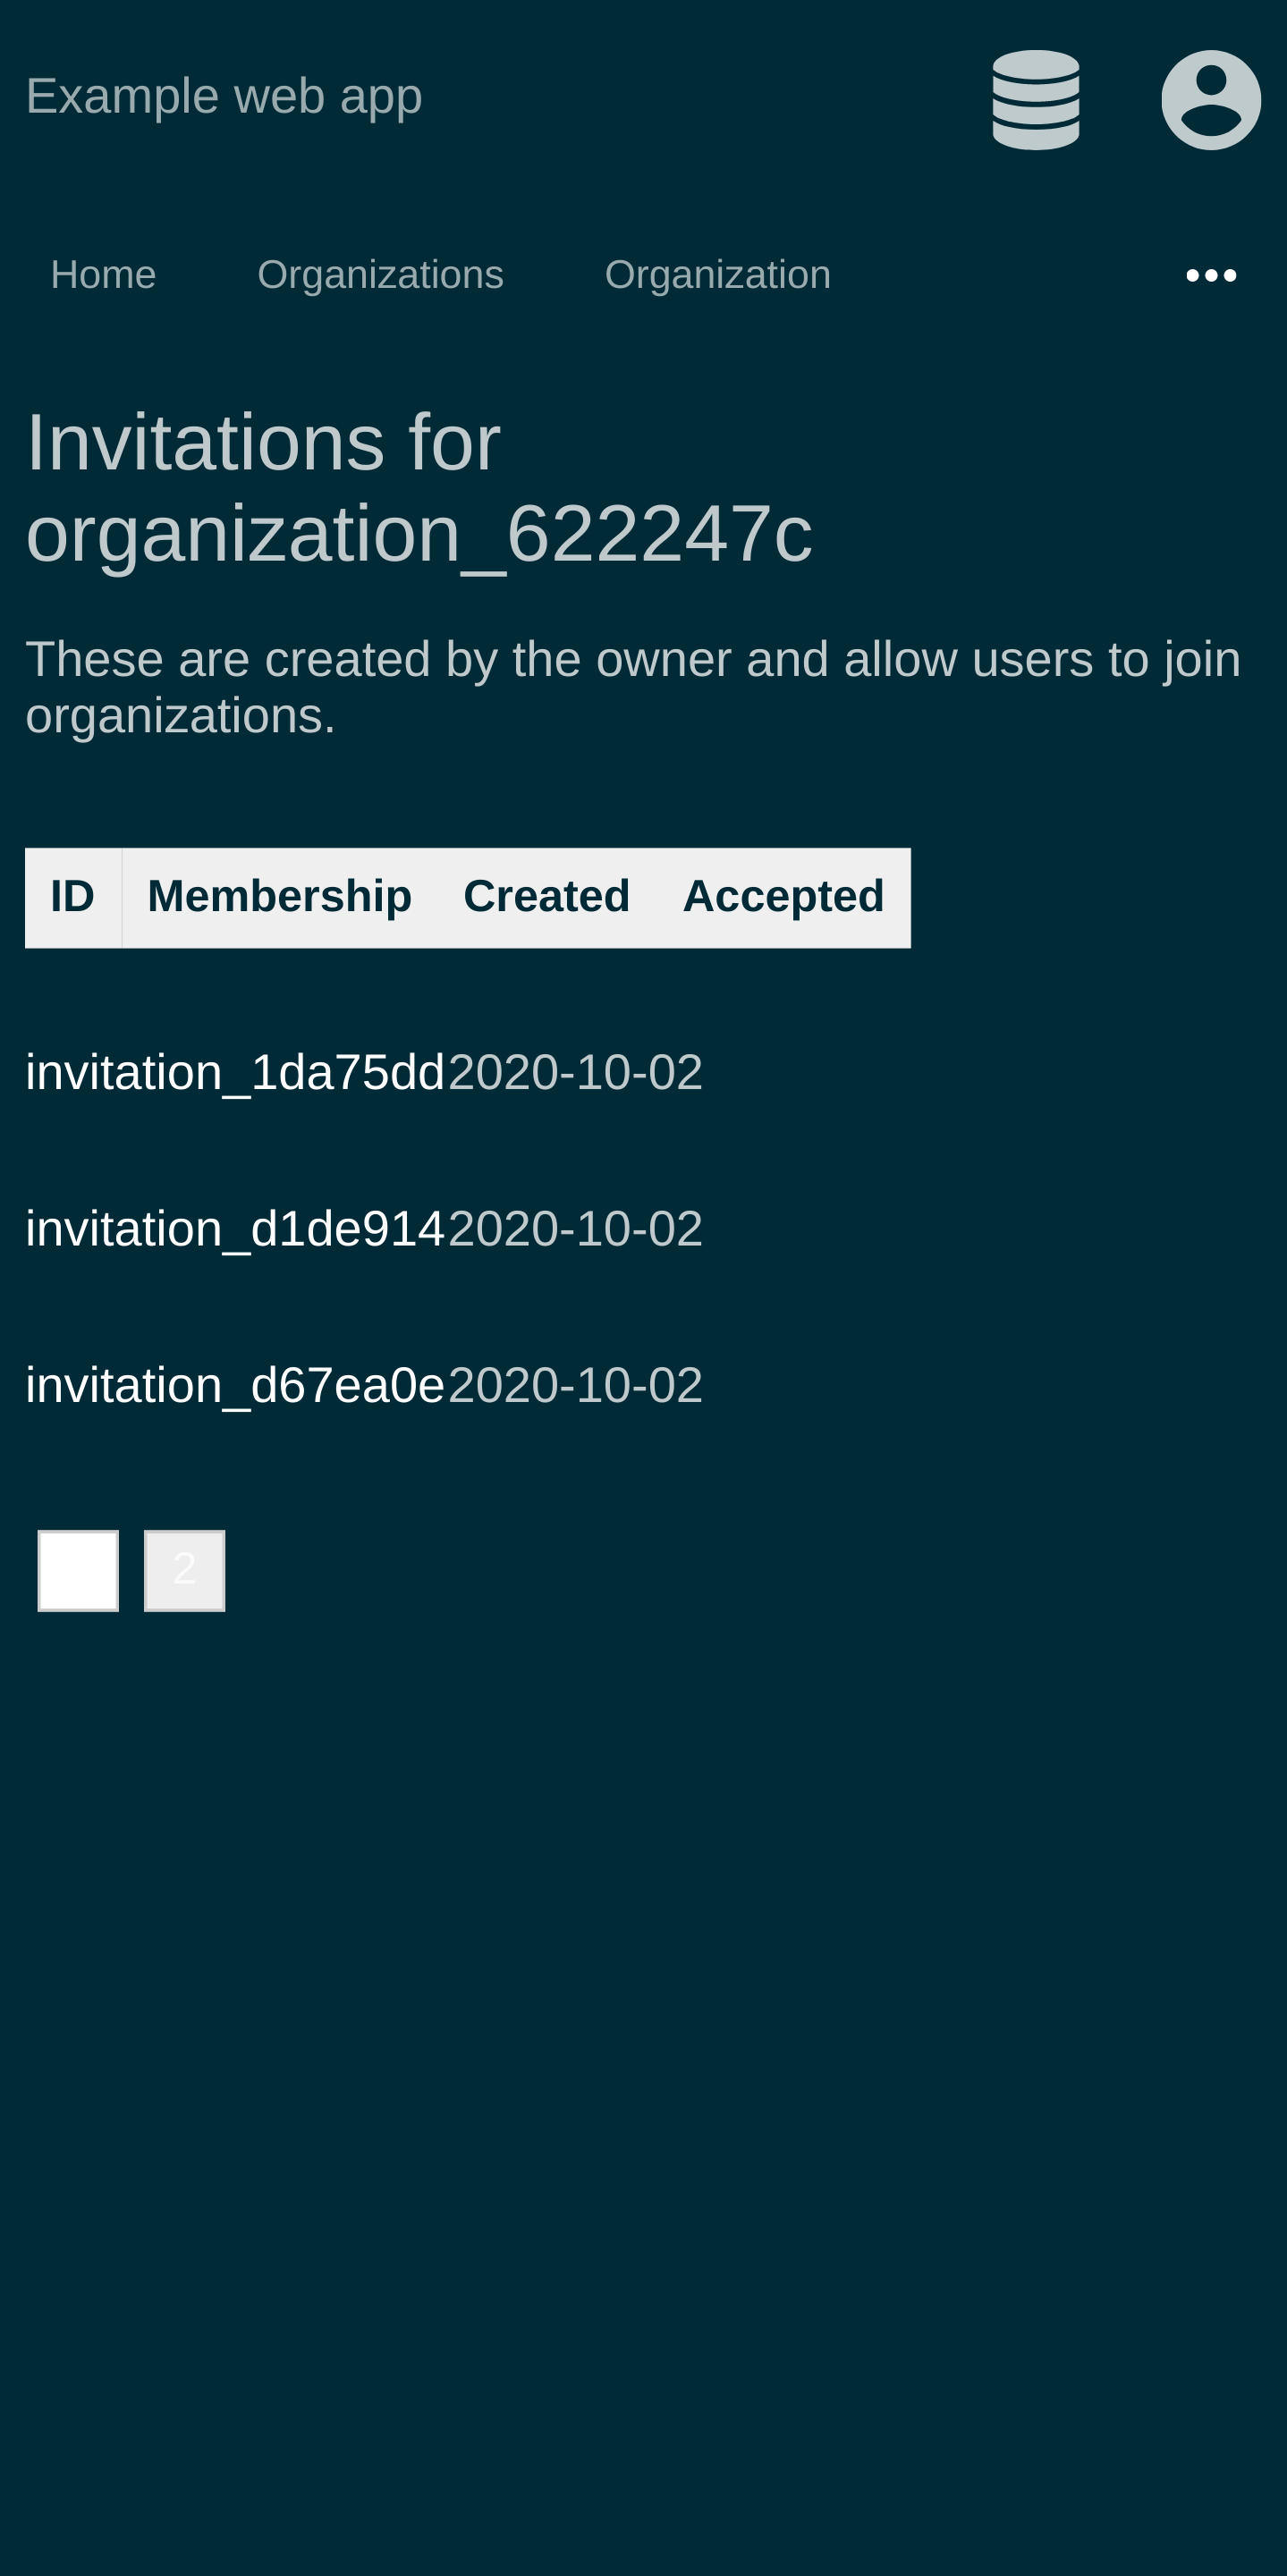 Example web app
Home Organizations Organization
Invitations for
organization_622247c
These are created by the owner and allow users to join
organizations.
ID Membership Created Accepted
invitation_1da75dd 2020-10-02
invitation_d1de914 2020-10-02
invitation_d67ea0e 2020-10-02
2